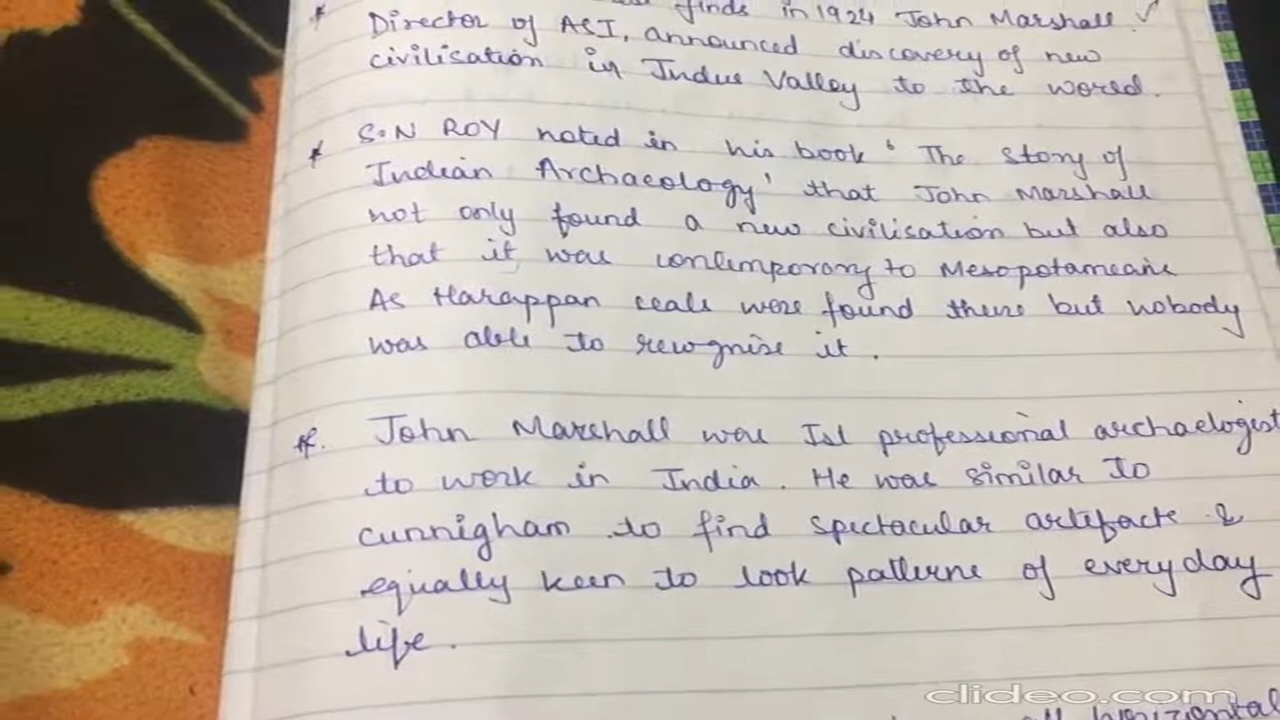 * finds in 1924 John Marshall ✓
Director of ASI, announced discovery of new
civilisation in Indus Valley to the world.
* S.N ROY noted in his book ' The story of
Indian Archaeology' that John Marshall
not only found a new civilisation but also
that it was contemporary to Mesopotameain
As Harappan seals were found there but nobody
was able to recognise it.
*. John Marshall was Ist professional archaelogist
to work in India. He was similar to
cunnigham to find spectacular artifacts &
equally keen to look patterns of everyday
life.
horizontal
clideo.com